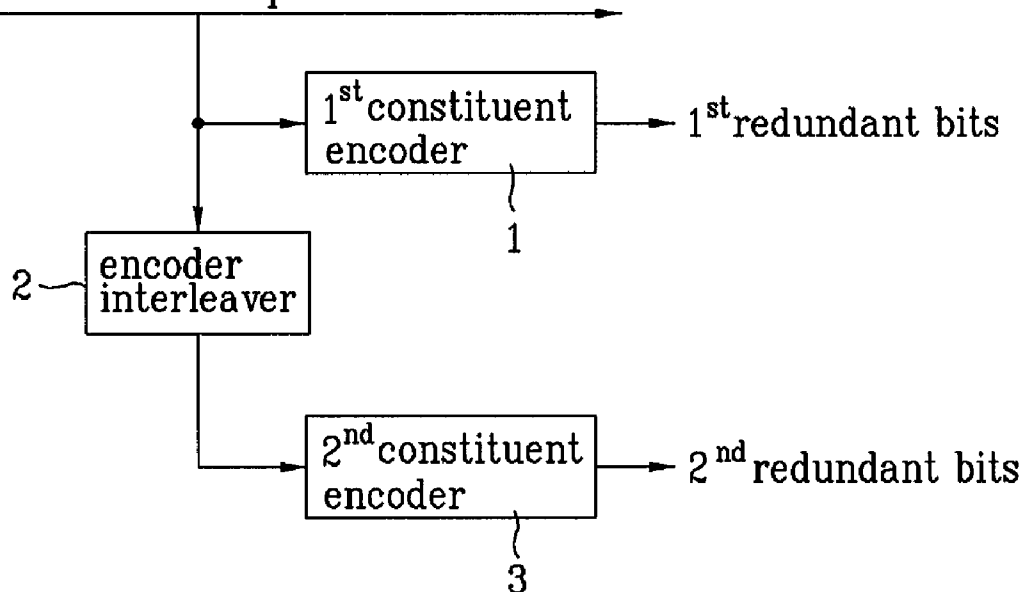 1st constituent
encoder
1st redundant bits
1
encoder
interleaver
2
2nd constituent
encoder
2nd redundant bits
3